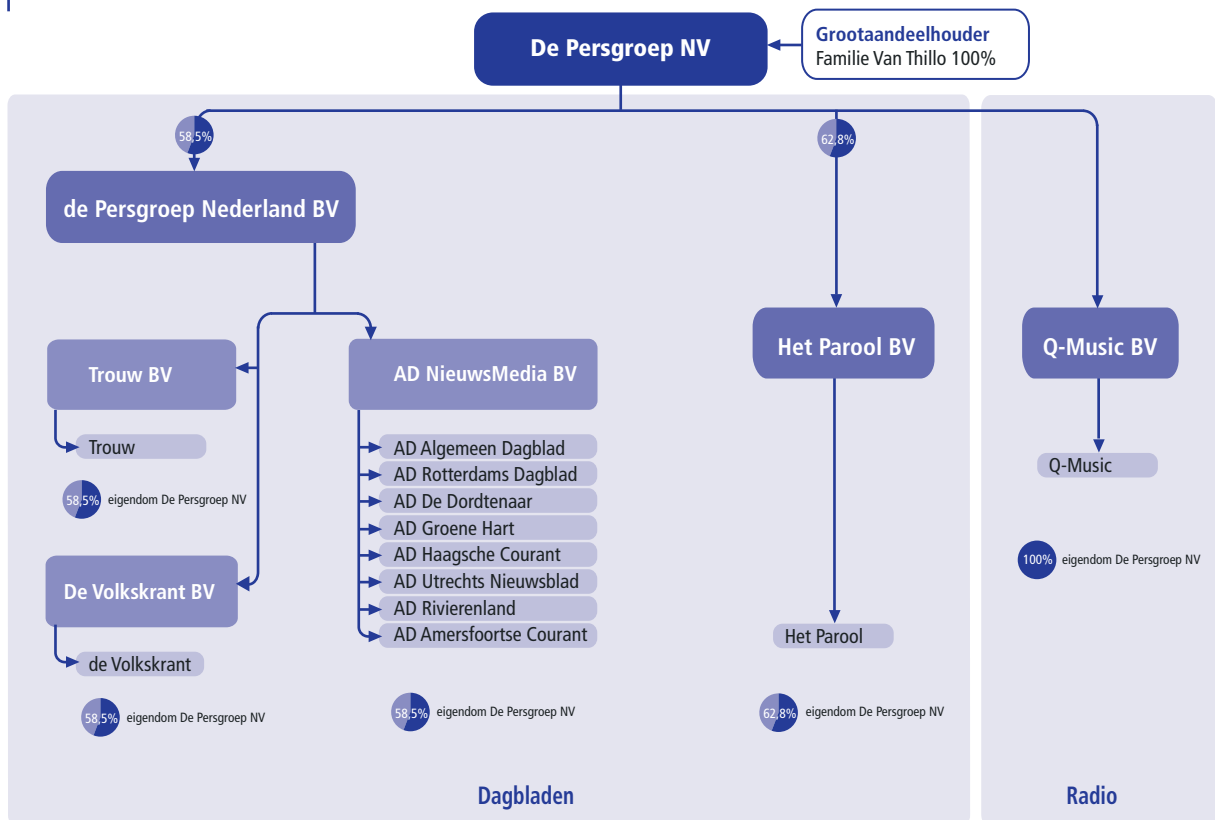 De Persgroep NV
Grootaandeelhouder
Familie Van Thillo 100%
58,5%
62,8%
de Persgroep Nederland BV
Trouw BV
Trouw
58,5% eigendom De Persgroep NV
De Volkskrant BV
de Volkskrant
58,5% eigendom De Persgroep NV
AD NieuwsMedia BV
AD Algemeen Dagblad
AD Rotterdams Dagblad
AD De Dordtenaar
AD Groene Hart
AD Haagsche Courant
AD Utrechts Nieuwsblad
AD Rivierenland
AD Amersfoortse Courant
58,5% eigendom De Persgroep NV
Het Parool BV
Het Parool
62,8% eigendom De Persgroep NV
Q-Music BV
Q-Music
100% eigendom De Persgroep NV
Dagbladen
Radio